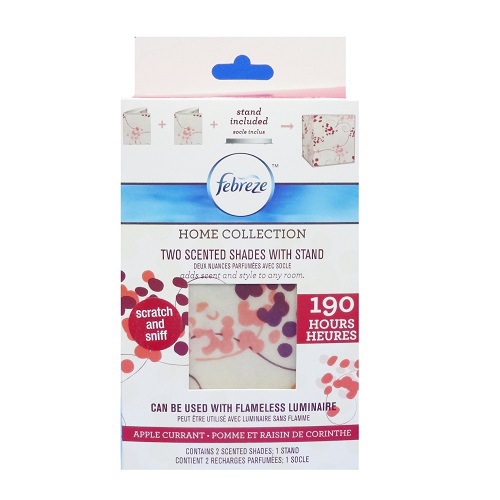 stand
included
socle inclus
febreze™
HOME COLLECTION
TWO SCENTED SHADES WITH STAND
DEUX NUANCES PARFUMÉES AVEC SOCLE
adds scent and style to any room.
scratch
and
sniff
190
HOURS
HEURES
CAN BE USED WITH FLAMELESS LUMINAIRE
PEUT ÊTRE UTILISÉ AVEC LUMINAIRE SANS FLAMME
APPLE CURRANT • POMME ET RAISIN DE CORINTHE
CONTAINS 2 SCENTED SHADES; 1 STAND
CONTIENT 2 RECHARGES PARFUMÉES; 1 SOCLE